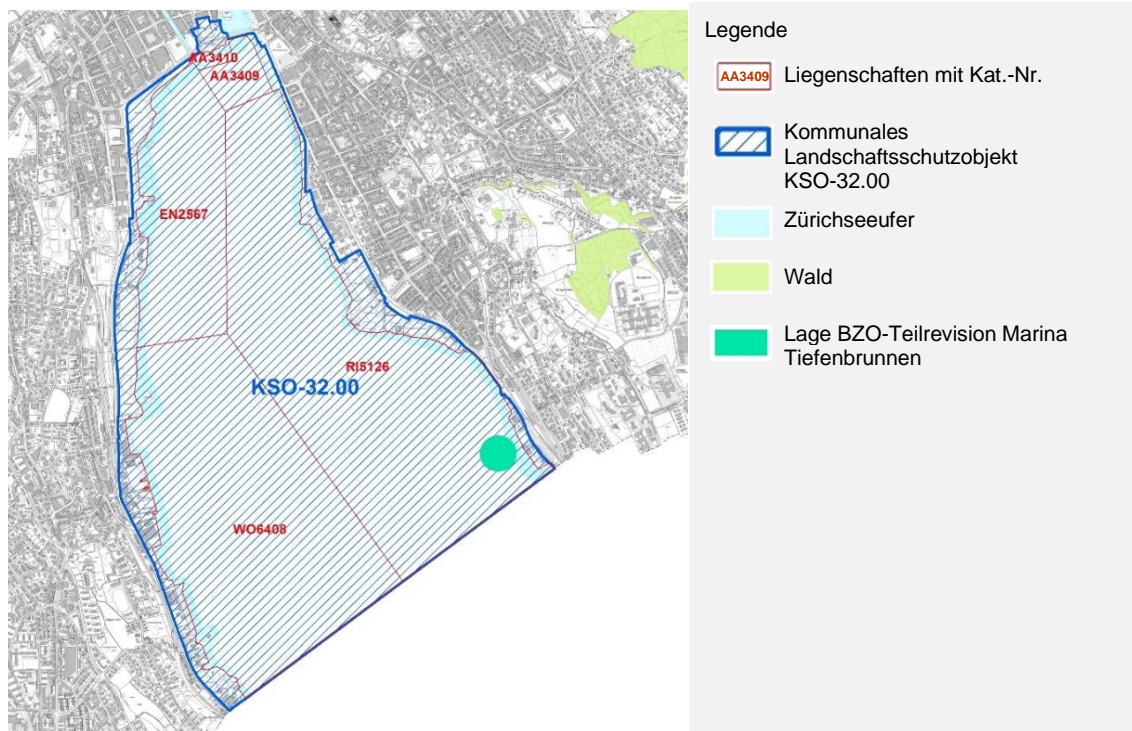 AA3410
AA3409
EN2567
RI5126
KSO-32.00
WO6408
Legende
AA3409 Liegenschaften mit Kat.-Nr.
Kommunales
Landschaftsschutzobjekt
KSO-32.00
Zürichseeufer
Wald
Lage BZO-Teilrevision Marina
Tiefenbrunnen